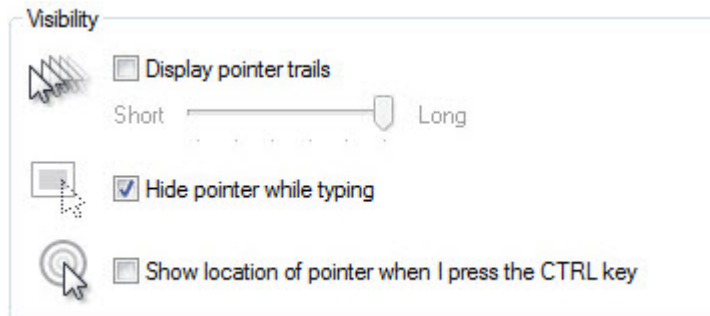 Visibility
Display pointer trails
Short Long
Hide pointer while typing
Show location of pointer when I press the CTRL key